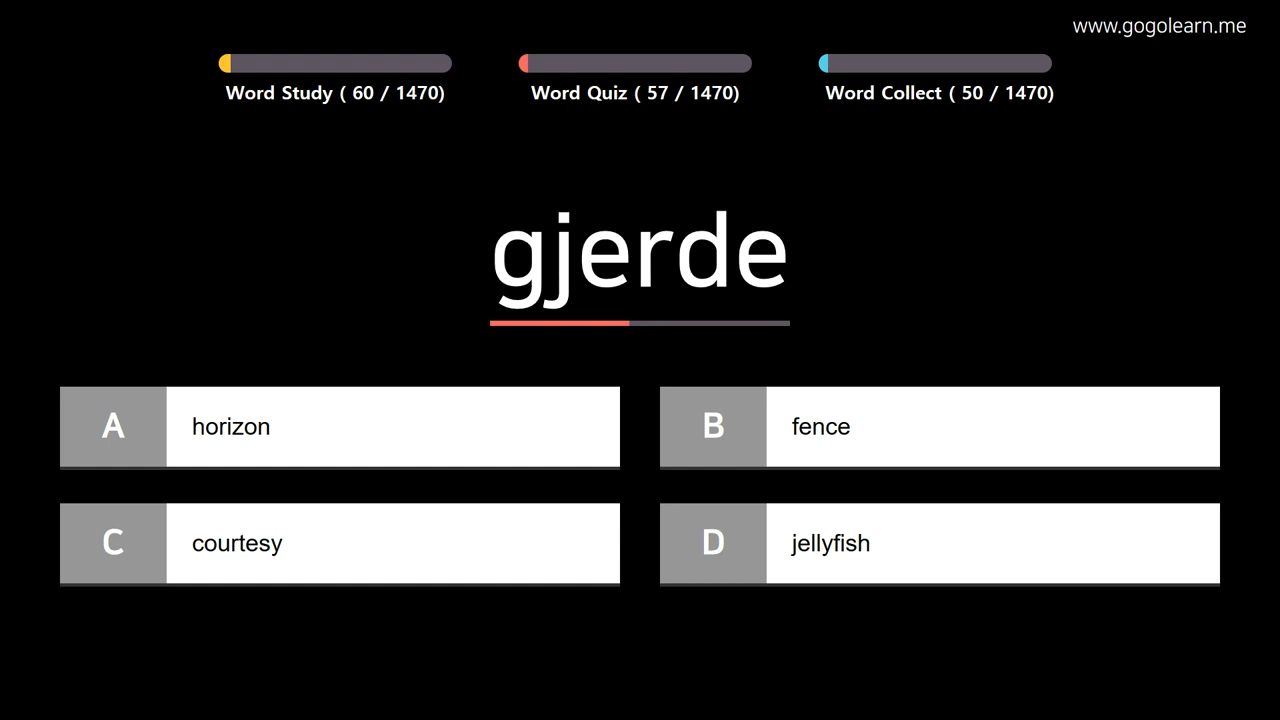 www.gogolearn.me
Word Study ( 60 / 1470)
Word Quiz ( 57 / 1470)
Word Collect ( 50 / 1470)
gjerde
A horizon
B fence
C courtesy
D jellyfish